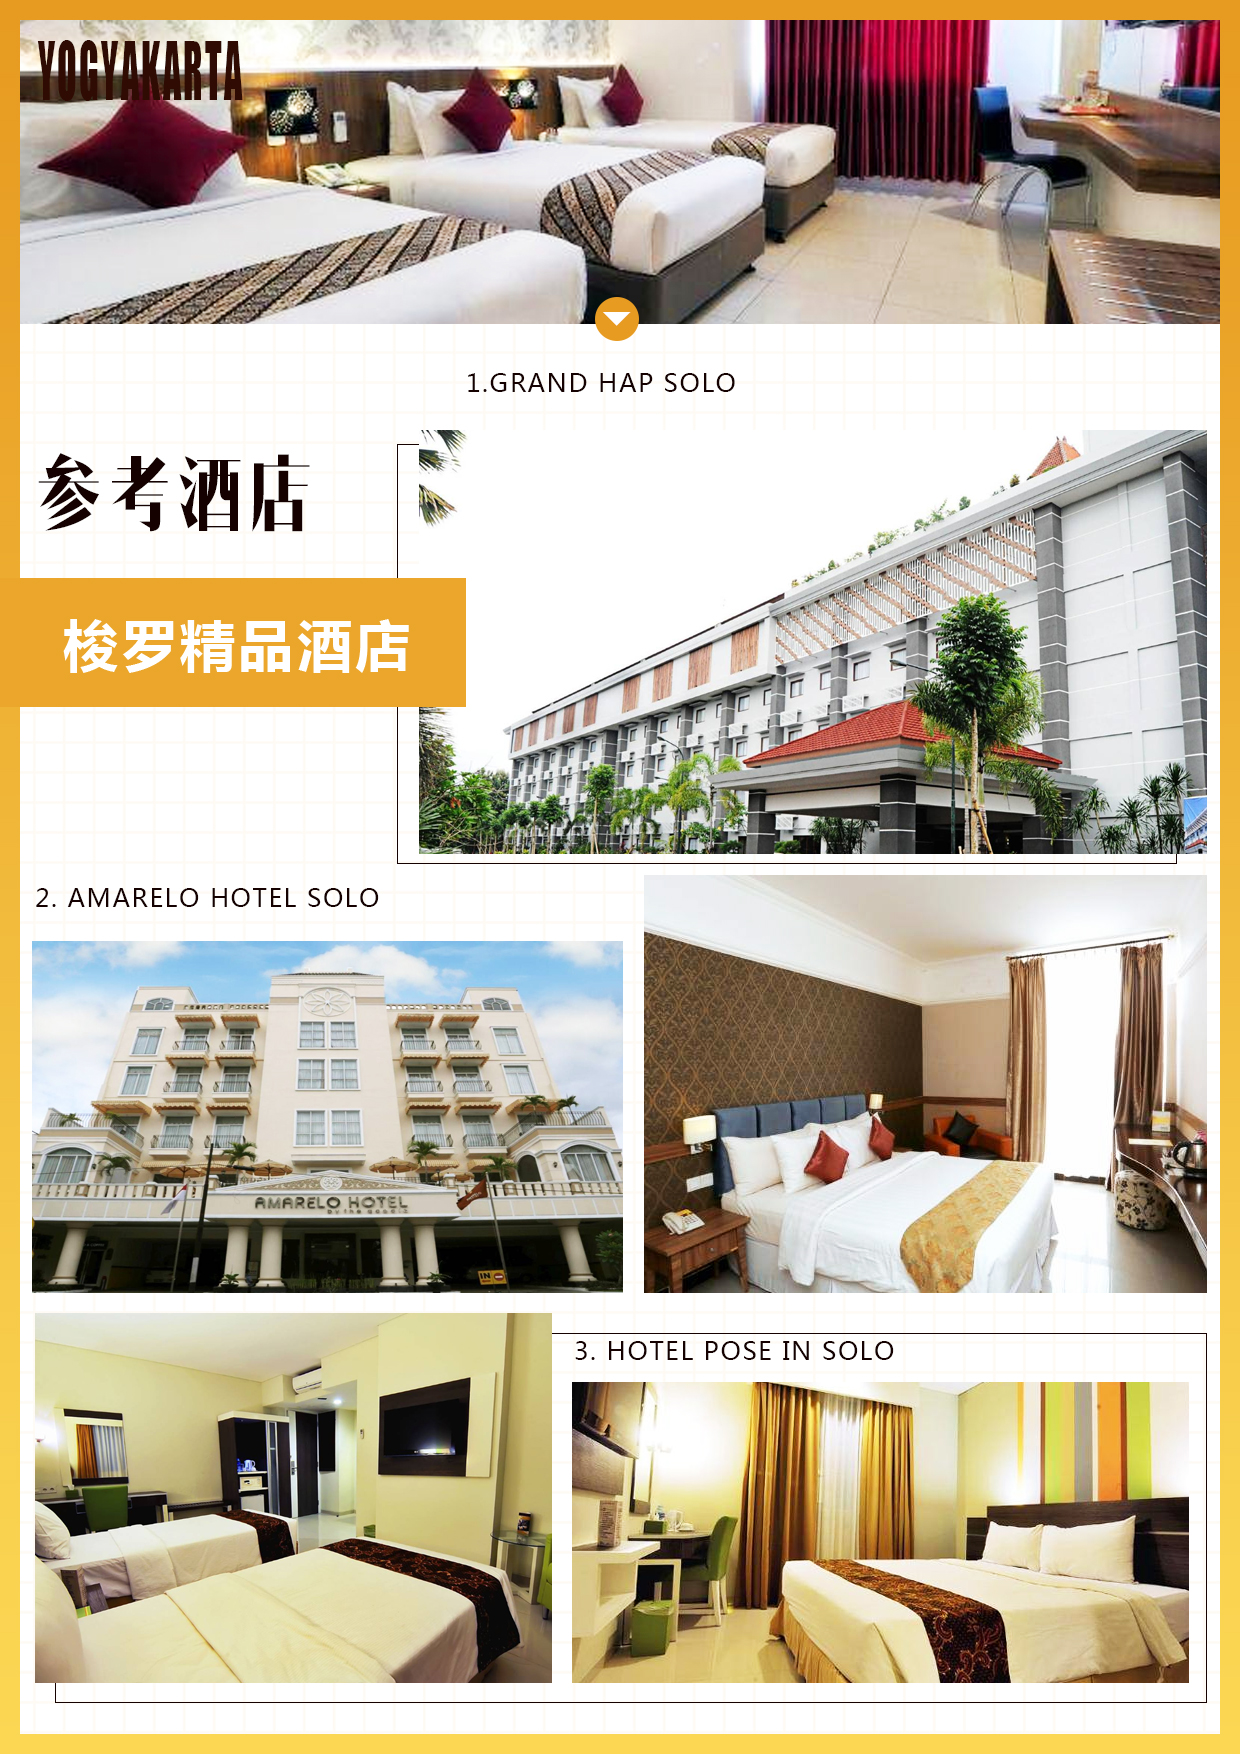 YOGYAKARTA
1.GRAND HAP SOLO
参考酒店
梭罗精品酒店
2. AMARELO HOTEL SOLO
AMARELO HOTEL
IN
3. HOTEL POSE IN SOLO